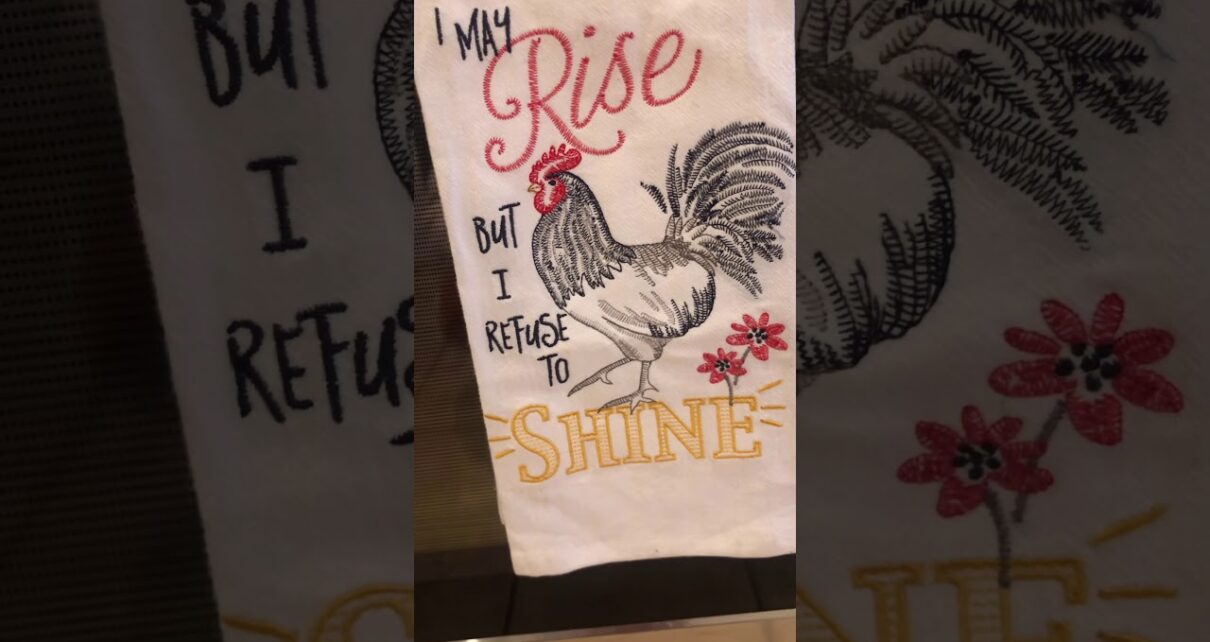 I MAY
Rise
BUT
I
REFUSE
TO
SHINE